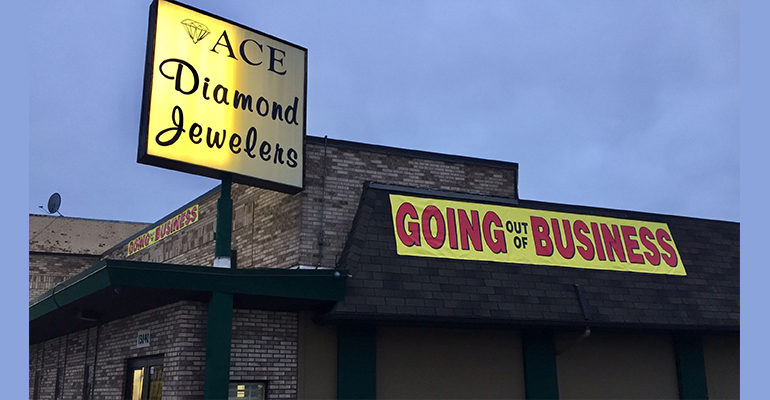 ACE
Diamond
Jewelers
GOING OUT OF BUSINESS
GOING OUT OF BUSINESS